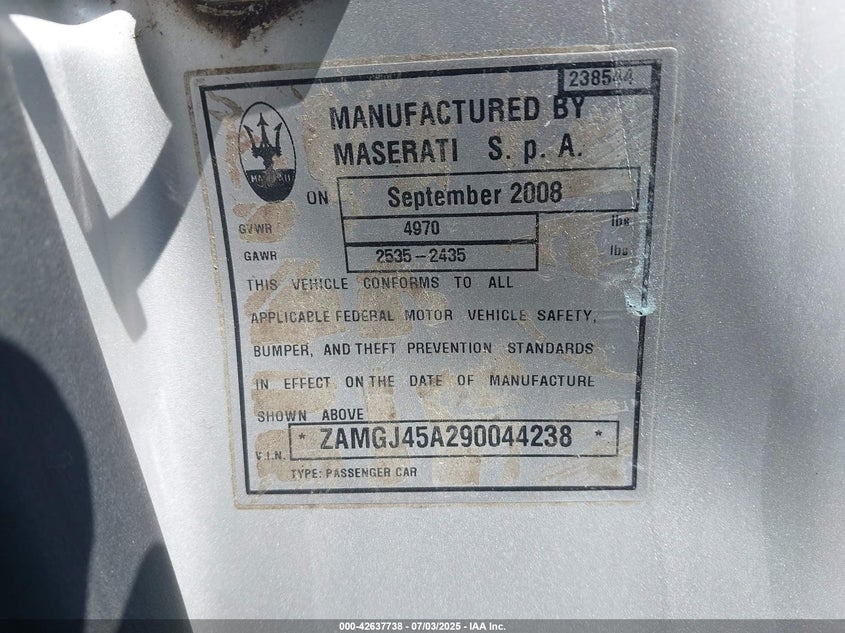 238544
MANUFACTURED BY
MASERATI S. p. A.
MASERATI
ON September 2008
GVWR 4970 lbs
GAWR 2535-2435 lbs
THIS VEHICLE CONFORMS TO ALL
APPLICABLE FEDERAL MOTOR VEHICLE SAFETY,
BUMPER, AND THEFT PREVENTION STANDARDS
IN EFFECT ON THE DATE OF MANUFACTURE
SHOWN ABOVE
V.I.N. * ZAMGJ45A290044238 *
TYPE: PASSENGER CAR
000-42637738 - 07/03/2025 - IAA Inc.